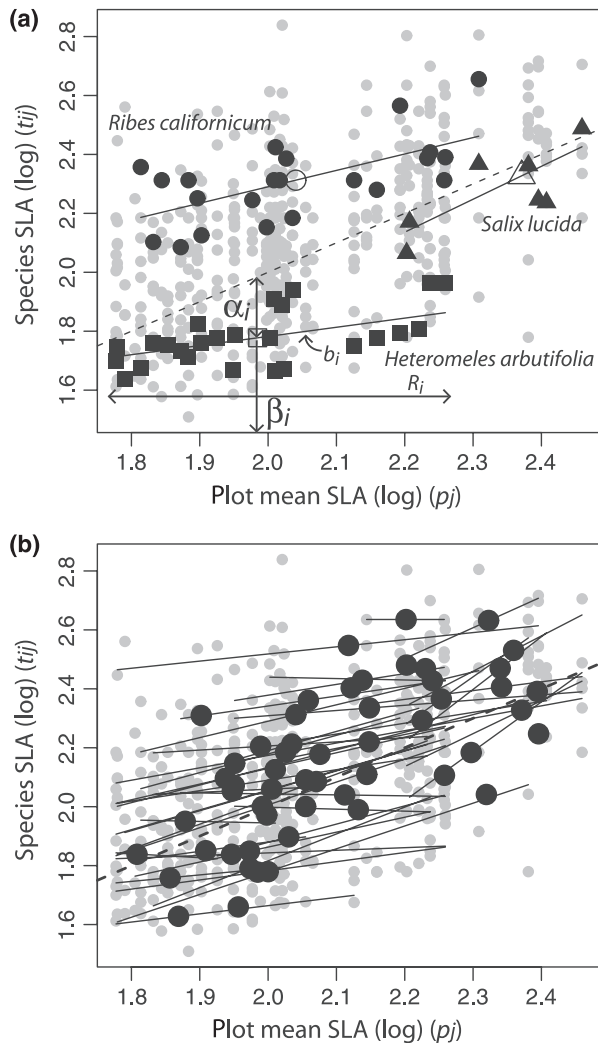 (a)
2.8
2.6
2.4
2.2
2.0
1.8
1.6
Species SLA (log) (tij)
Ribes californicum
Salix lucida
αi
bi
Heteromeles arbutifolia
Ri
βi
1.8 1.9 2.0 2.1 2.2 2.3 2.4
Plot mean SLA (log) (pj)
(b)
2.8
2.6
2.4
2.2
2.0
1.8
1.6
Species SLA (log) (tij)
1.8 1.9 2.0 2.1 2.2 2.3 2.4
Plot mean SLA (log) (pj)